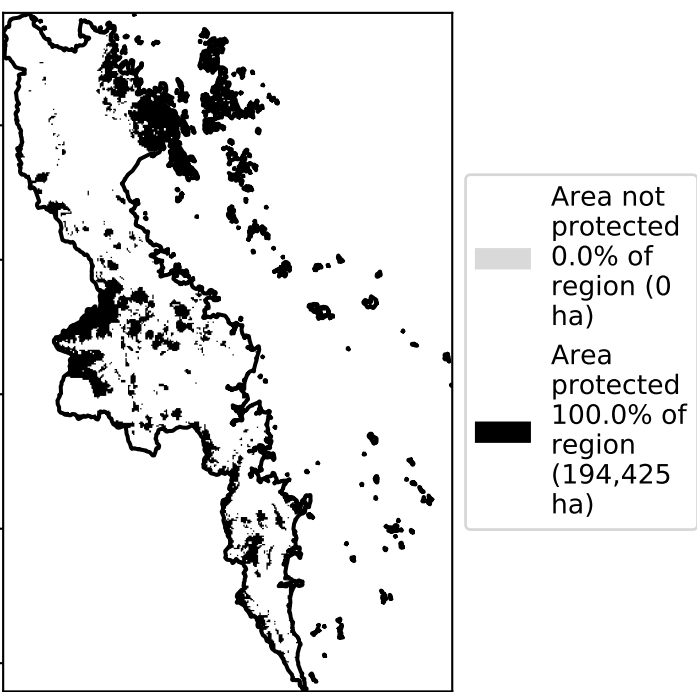 Area not
protected
0.0% of
region (0
ha)
Area
protected
100.0% of
region
(194,425
ha)